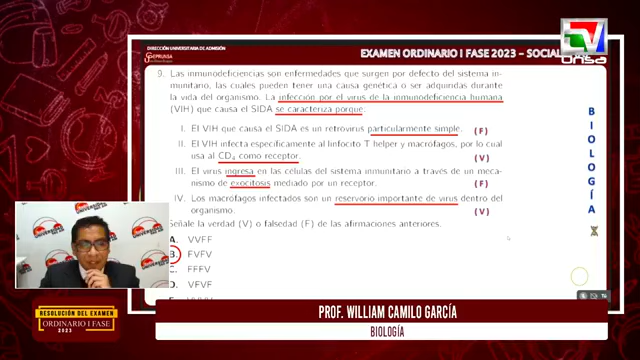 DIRECCIÓN UNIVERSITARIA DE ADMISIÓN
CEPRUNSA
EXAMEN ORDINARIO I FASE 2023 – SOCIAL
TV
Unsa
9. Las inmunodeficiencias son enfermedades que surgen por defecto del sistema in-
munitario, las cuales pueden tener una causa genética o ser adquiridas durante
la vida del organismo. La infección por el virus de la inmunodeficiencia humana
(VIH) que causa el SIDA se caracteriza porque:
I. El VIH que causa el SIDA es un retrovirus particularmente simple. (F)
II. El VIH infecta específicamente al linfocito T helper y macrófagos, por lo cual
usa al CD4 como receptor. (V)
III. El virus ingresa en las células del sistema inmunitario a través de un meca-
nismo de exocitosis mediado por un receptor. (F)
IV. Los macrófagos infectados son un reservorio importante de virus dentro del
organismo. (V)
Señale la verdad (V) o falsedad (F) de las afirmaciones anteriores.
A. VVFF
B. FVFV
C. FFFV
D. VFVF
BIOLOGÍA
RESOLUCIÓN DEL EXAMEN
ORDINARIO I FASE
2023
PROF. WILLIAM CAMILO GARCÍA
BIOLOGÍA